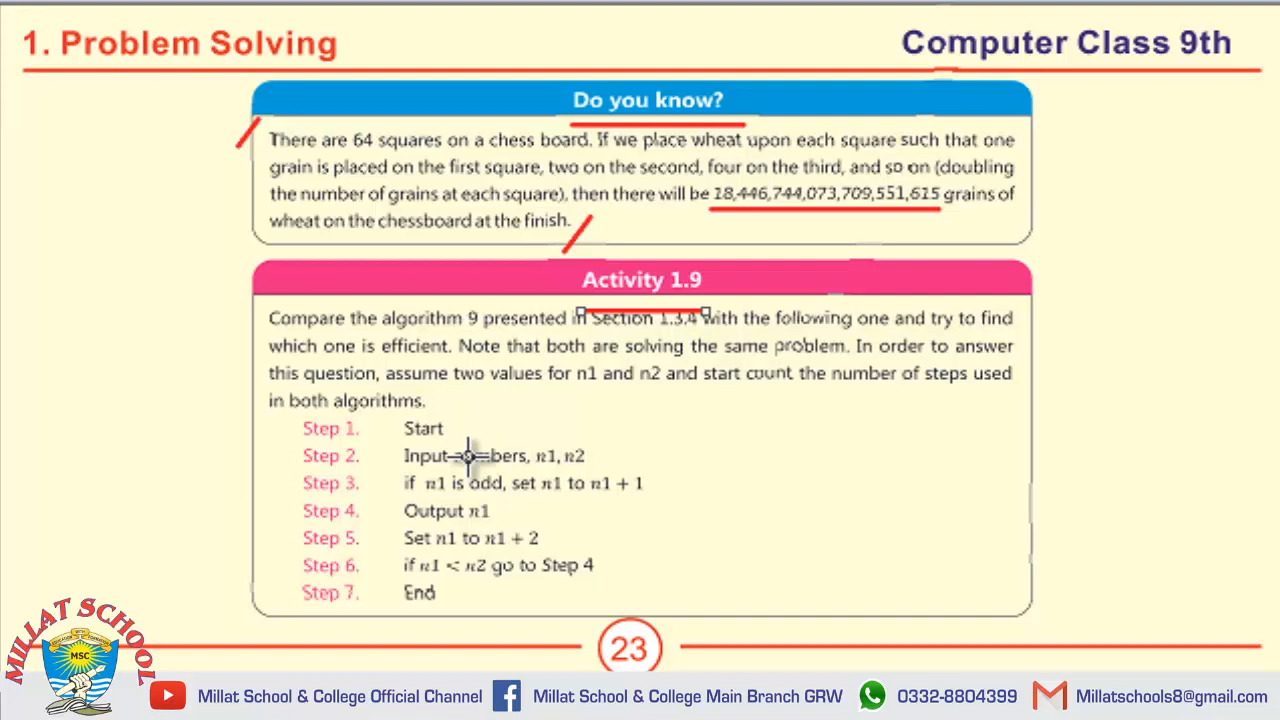 1. Problem Solving
Computer Class 9th
Do you know?
There are 64 squares on a chess board. If we place wheat upon each square such that one
grain is placed on the first square, two on the second, four on the third, and so on (doubling
the number of grains at each square), then there will be 18,446,744,073,709,551,615 grains of
wheat on the chessboard at the finish.
Activity 1.9
Compare the algorithm 9 presented in Section 1.3.4 with the following one and try to find
which one is efficient. Note that both are solving the same problem. In order to answer
this question, assume two values for n1 and n2 and start count the number of steps used
in both algorithms.
Step 1. Start
Step 2. Input numbers, n1, n2
Step 3. if n1 is odd, set n1 to n1 + 1
Step 4. Output n1
Step 5. Set n1 to n1 + 2
Step 6. if n1 < n2 go to Step 4
Step 7. End
23
MILLAT SCHOOL
MSC
Millat School & College Official Channel
Millat School & College Main Branch GRW
0332-8804399
Millatschools8@gmail.com